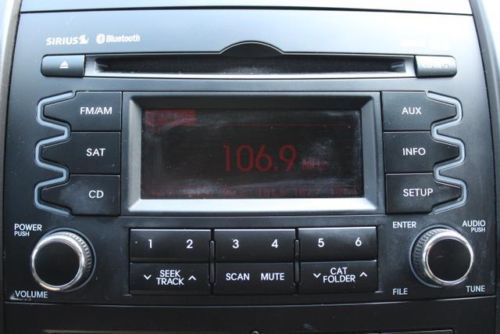 SIRIUS Bluetooth
FM/AM
AUX
106.9 MHz
SAT
INFO
CD
SETUP
POWER
PUSH
ENTER
AUDIO
PUSH
1 2 3 4 5 6
SEEK
TRACK
SCAN MUTE
CAT
FOLDER
VOLUME
FILE
TUNE